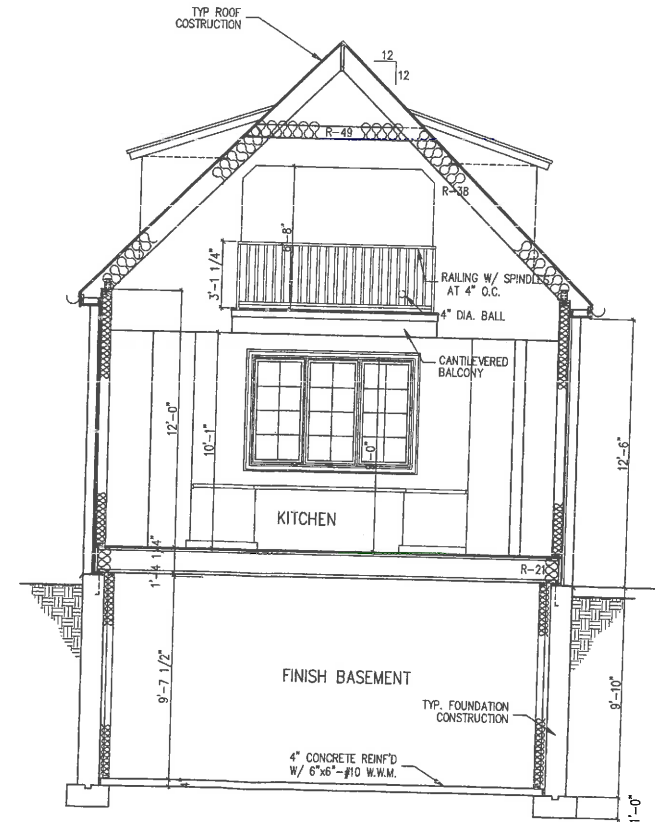 TYP ROOF
COSTRUCTION
12
12
R-49
R-38
6'-8"
3'-1 1/4"
RAILING W/ SPINDLES
AT 4" O.C.
4" DIA. BALL
CANTILEVERED
BALCONY
12'-0"
10'-1"
12'-6"
KITCHEN
1'-4 1/4"
R-21
FINISH BASEMENT
9'-7 1/2"
9'-10"
TYP. FOUNDATION
CONSTRUCTION
4" CONCRETE REINF'D
W/ 6"x6"-#10 W.W.M.
1'-0"